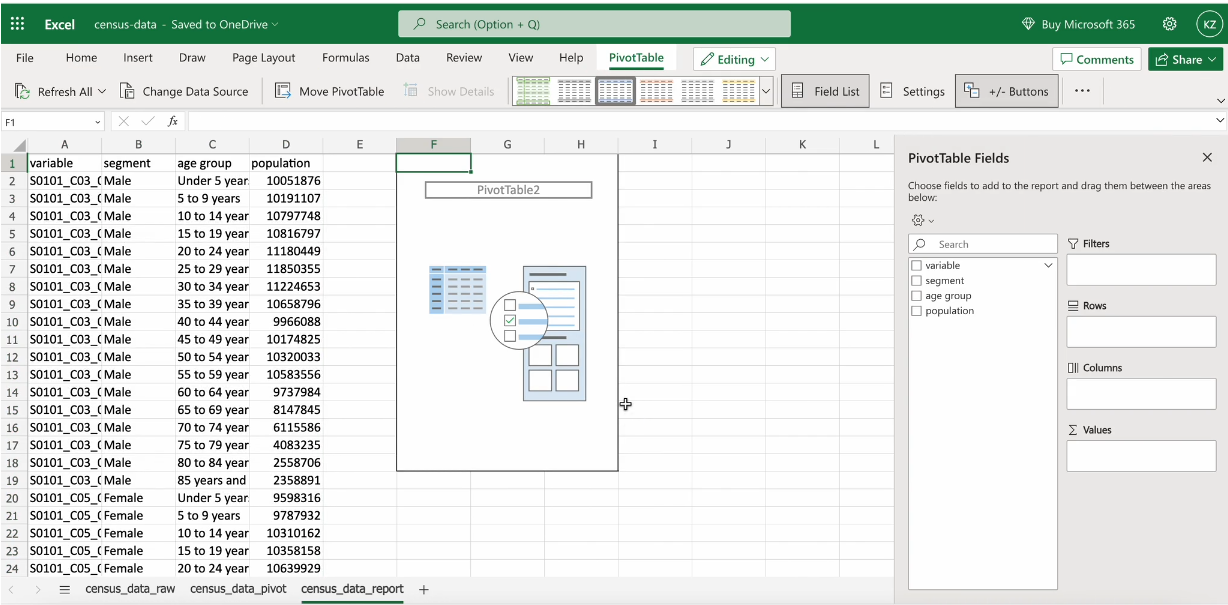 Excel census-data - Saved to OneDrive Search (Option + Q) Buy Microsoft 365 KZ
File Home Insert Draw Page Layout Formulas Data Review View Help PivotTable Editing Comments Share
Refresh All Change Data Source Move PivotTable Show Details Field List Settings +/- Buttons ...
F1 fx
A B C D E F G H I J K L
1 variable segment age group population
2 S0101_C03_( Male Under 5 year 10051876
3 S0101_C03_( Male 5 to 9 years 10191107
4 S0101_C03_( Male 10 to 14 year 10797748
5 S0101_C03_( Male 15 to 19 year 10816797
6 S0101_C03_( Male 20 to 24 year 11180449
7 S0101_C03_( Male 25 to 29 year 11850355
8 S0101_C03_( Male 30 to 34 year 11224653
9 S0101_C03_( Male 35 to 39 year 10658796
10 S0101_C03_( Male 40 to 44 year 9966088
11 S0101_C03_( Male 45 to 49 year 10174825
12 S0101_C03_( Male 50 to 54 year 10320033
13 S0101_C03_( Male 55 to 59 year 10583556
14 S0101_C03_( Male 60 to 64 year 9737984
15 S0101_C03_( Male 65 to 69 year 8147845
16 S0101_C03_( Male 70 to 74 year 6115586
17 S0101_C03_( Male 75 to 79 year 4083235
18 S0101_C03_( Male 80 to 84 year 2558706
19 S0101_C03_( Male 85 years and 2358891
20 S0101_C05_( Female Under 5 year 9598316
21 S0101_C05_( Female 5 to 9 years 9787932
22 S0101_C05_( Female 10 to 14 year 10310162
23 S0101_C05_( Female 15 to 19 year 10358158
24 S0101_C05_( Female 20 to 24 year 10639929
PivotTable2
PivotTable Fields
Choose fields to add to the report and drag them between the areas
below:
Search
variable
segment
age group
population
Filters
Rows
Columns
Σ Values
census_data_raw census_data_pivot census_data_report +